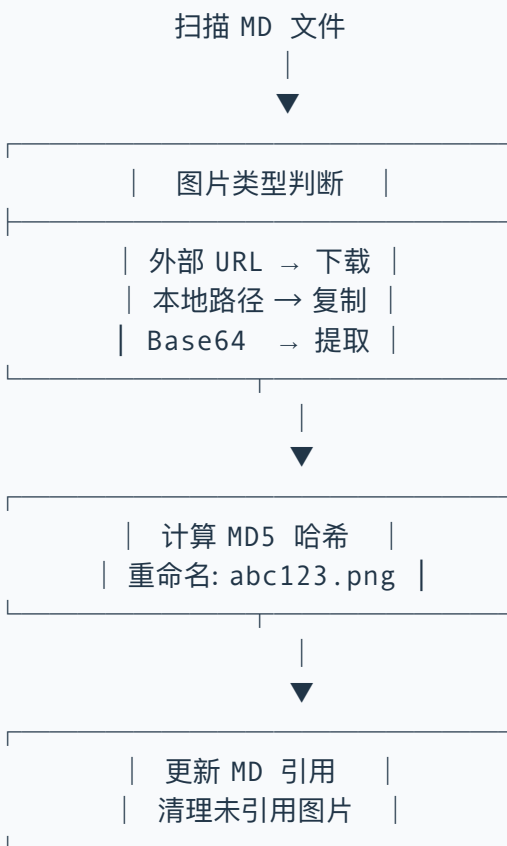 扫描 MD 文件
图片类型判断
外部 URL → 下载
本地路径 → 复制
Base64 → 提取
计算 MD5 哈希
重命名: abc123.png
更新 MD 引用
清理未引用图片